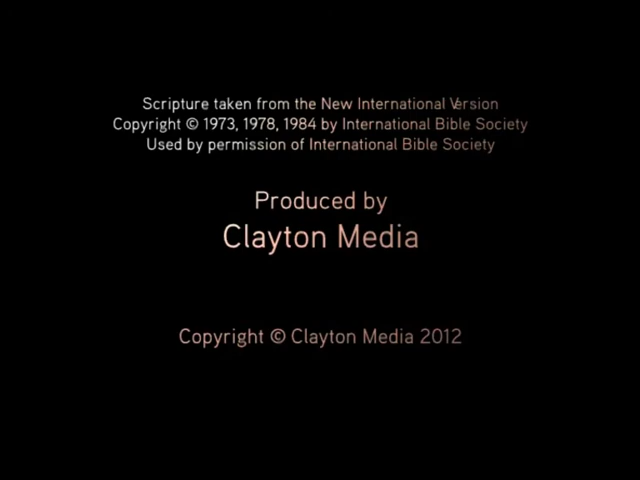 Scripture taken from the New International Version
Copyright © 1973, 1978, 1984 by International Bible Society
Used by permission of International Bible Society
Produced by
Clayton Media
Copyright © Clayton Media 2012